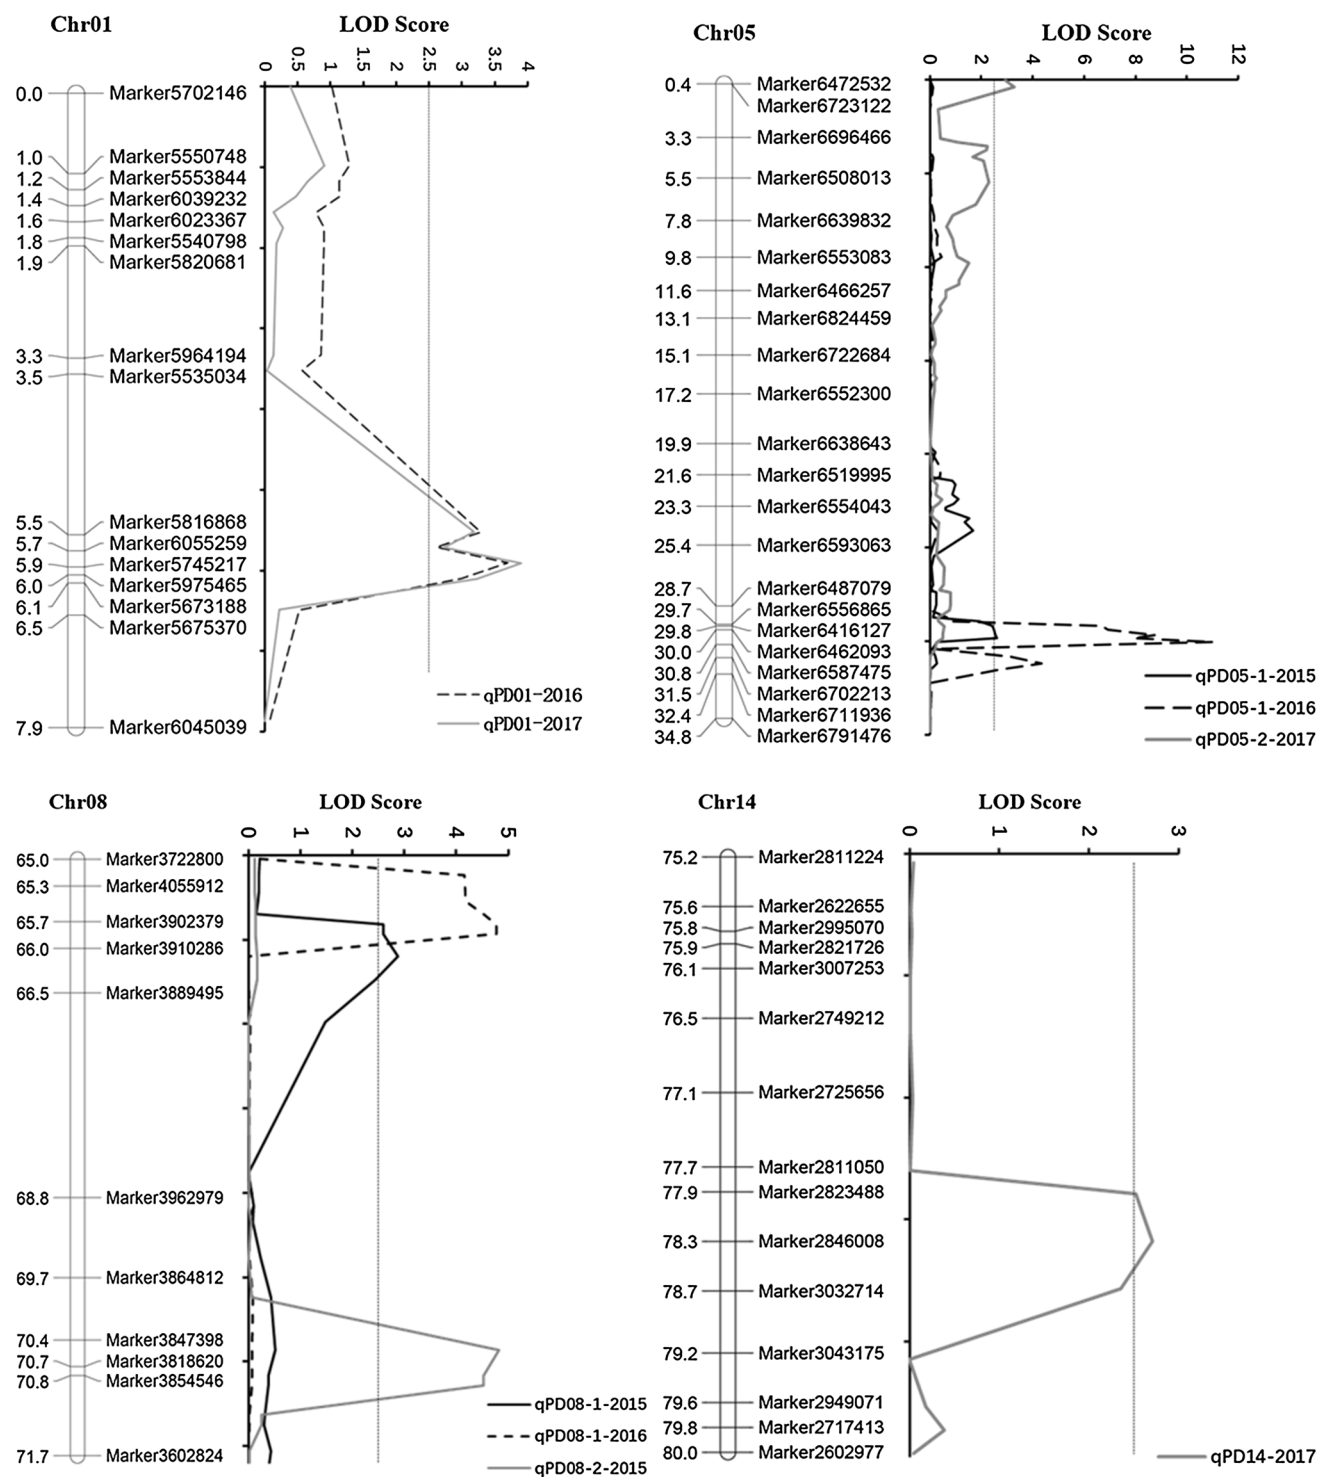 Chr01
LOD Score
0 0.5 1 1.5 2 2.5 3 3.5 4
0.0 Marker5702146
1.0 Marker5550748
1.2 Marker5553844
1.4 Marker6039232
1.6 Marker6023367
1.8 Marker5540798
1.9 Marker5820681
3.3 Marker5964194
3.5 Marker5535034
5.5 Marker5816868
5.7 Marker6055259
5.9 Marker5745217
6.0 Marker5975465
6.1 Marker5673188
6.5 Marker5675370
7.9 Marker6045039
qPD01-2016
qPD01-2017
Chr05
LOD Score
0 2 4 6 8 10 12
0.4 Marker6472532
Marker6723122
3.3 Marker6696466
5.5 Marker6508013
7.8 Marker6639832
9.8 Marker6553083
11.6 Marker6466257
13.1 Marker6824459
15.1 Marker6722684
17.2 Marker6552300
19.9 Marker6638643
21.6 Marker6519995
23.3 Marker6554043
25.4 Marker6593063
28.7 Marker6487079
29.7 Marker6556865
29.8 Marker6416127
30.0 Marker6462093
30.8 Marker6587475
31.5 Marker6702213
32.4 Marker6711936
34.8 Marker6791476
qPD05-1-2015
qPD05-1-2016
qPD05-2-2017
Chr08
LOD Score
0 1 2 3 4 5
65.0 Marker3722800
65.3 Marker4055912
65.7 Marker3902379
66.0 Marker3910286
66.5 Marker3889495
68.8 Marker3962979
69.7 Marker3864812
70.4 Marker3847398
70.7 Marker3818620
70.8 Marker3854546
71.7 Marker3602824
qPD08-1-2015
qPD08-1-2016
qPD08-2-2015
Chr14
LOD Score
0 1 2 3
75.2 Marker2811224
75.6 Marker2622655
75.8 Marker2995070
75.9 Marker2821726
76.1 Marker3007253
76.5 Marker2749212
77.1 Marker2725656
77.7 Marker2811050
77.9 Marker2823488
78.3 Marker2846008
78.7 Marker3032714
79.2 Marker3043175
79.6 Marker2949071
79.8 Marker2717413
80.0 Marker2602977
qPD14-2017